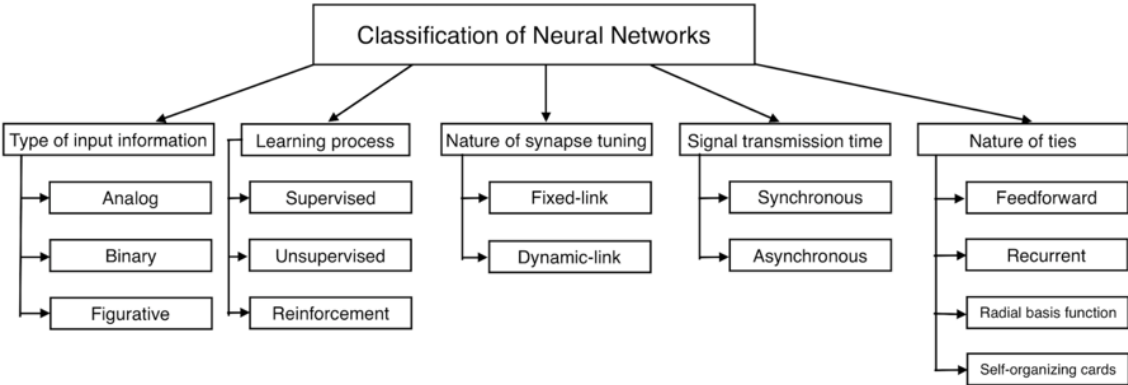 Classification of Neural Networks
Type of input information
Analog
Binary
Figurative
Learning process
Supervised
Unsupervised
Reinforcement
Nature of synapse tuning
Fixed-link
Dynamic-link
Signal transmission time
Synchronous
Asynchronous
Nature of ties
Feedforward
Recurrent
Radial basis function
Self-organizing cards